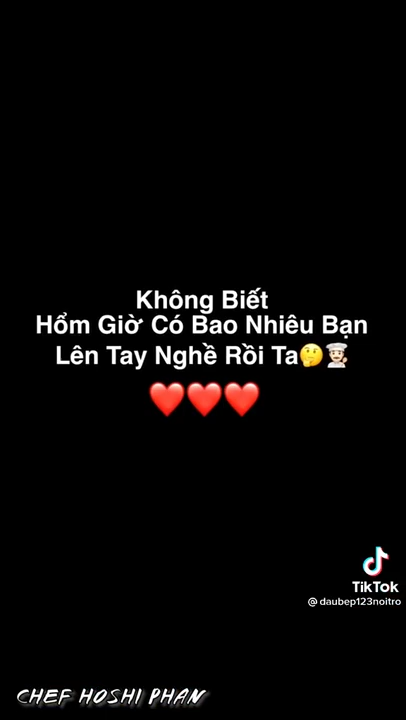 Không Biết
Hổm Giờ Có Bao Nhiêu Bạn
Lên Tay Nghề Rồi Ta🤔👨🏻‍🍳
❤️❤️❤️
TikTok
@daubep123noitro
CHEF HOSHI PHAN